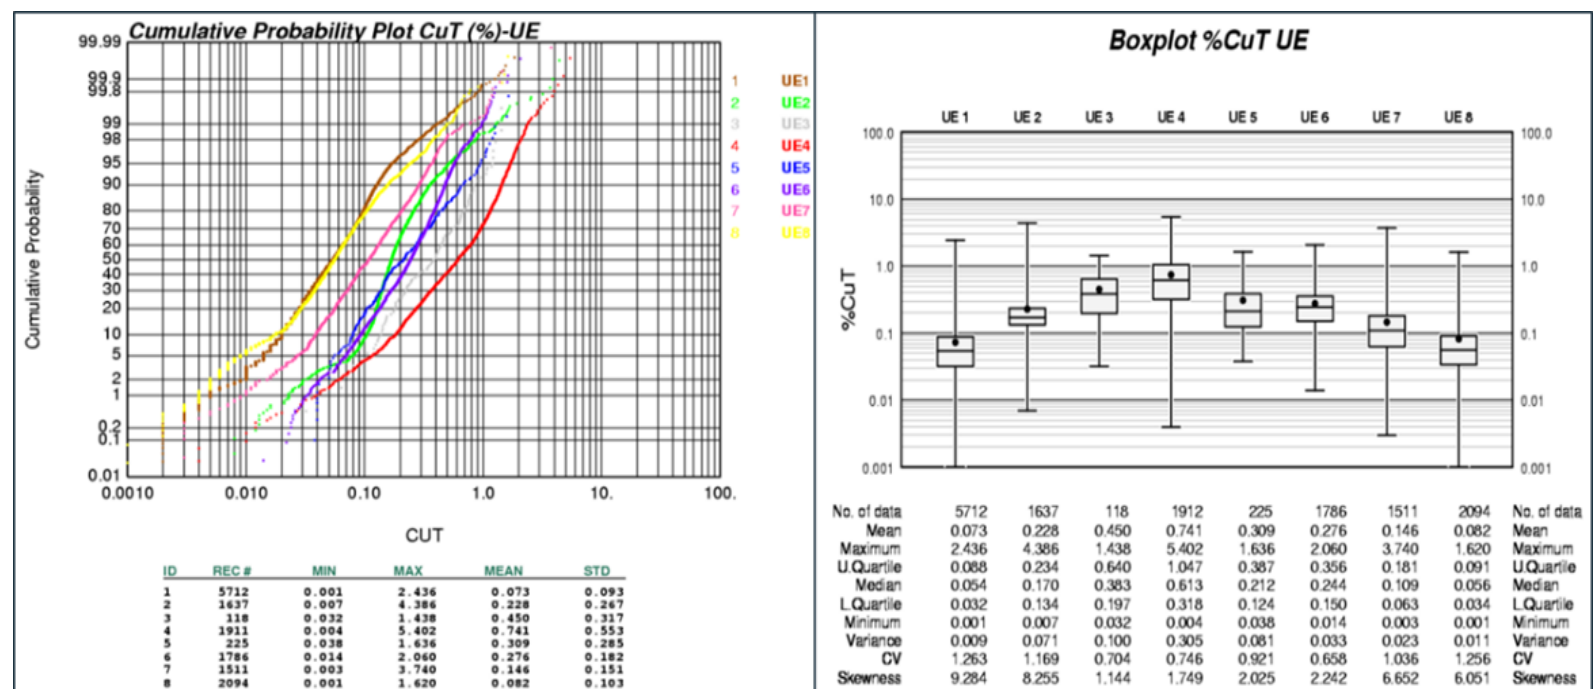 Cumulative Probability Plot CuT (%)-UE
99.99
99.9
99.8
99
98
95
90
80
70
60
50
40
30
20
10
5
2
1
0.2
0.1
0.01
Cumulative Probability
0.0010 0.010 0.10 1.0 10. 100.
CUT
1 UE1
2 UE2
3 UE3
4 UE4
5 UE5
6 UE6
7 UE7
8 UE8
ID REC # MIN MAX MEAN STD
1 5712 0.001 2.436 0.073 0.093
2 1637 0.007 4.386 0.228 0.267
3 118 0.032 1.438 0.450 0.317
4 1911 0.004 5.402 0.741 0.553
5 225 0.038 1.636 0.309 0.285
6 1786 0.014 2.060 0.276 0.182
7 1511 0.003 3.740 0.146 0.151
8 2094 0.001 1.620 0.082 0.103
Boxplot %CuT UE
UE 1 UE 2 UE 3 UE 4 UE 5 UE 6 UE 7 UE 8
100.0 100.0
10.0 10.0
1.0 1.0
%CuT
0.1 0.1
0.01 0.01
0.001 0.001
No. of data 5712 1637 118 1912 225 1786 1511 2094 No. of data
Mean 0.073 0.228 0.450 0.741 0.309 0.276 0.146 0.082 Mean
Maximum 2.436 4.386 1.438 5.402 1.636 2.060 3.740 1.620 Maximum
U.Quartile 0.088 0.234 0.640 1.047 0.387 0.356 0.181 0.091 U.Quartile
Median 0.054 0.170 0.383 0.613 0.212 0.244 0.109 0.056 Median
L.Quartile 0.032 0.134 0.197 0.318 0.124 0.150 0.063 0.034 L.Quartile
Minimum 0.001 0.007 0.032 0.004 0.038 0.014 0.003 0.001 Minimum
Variance 0.009 0.071 0.100 0.305 0.081 0.033 0.023 0.011 Variance
CV 1.263 1.169 0.704 0.746 0.921 0.658 1.036 1.256 CV
Skewness 9.284 8.255 1.144 1.749 2.025 2.242 6.652 6.051 Skewness